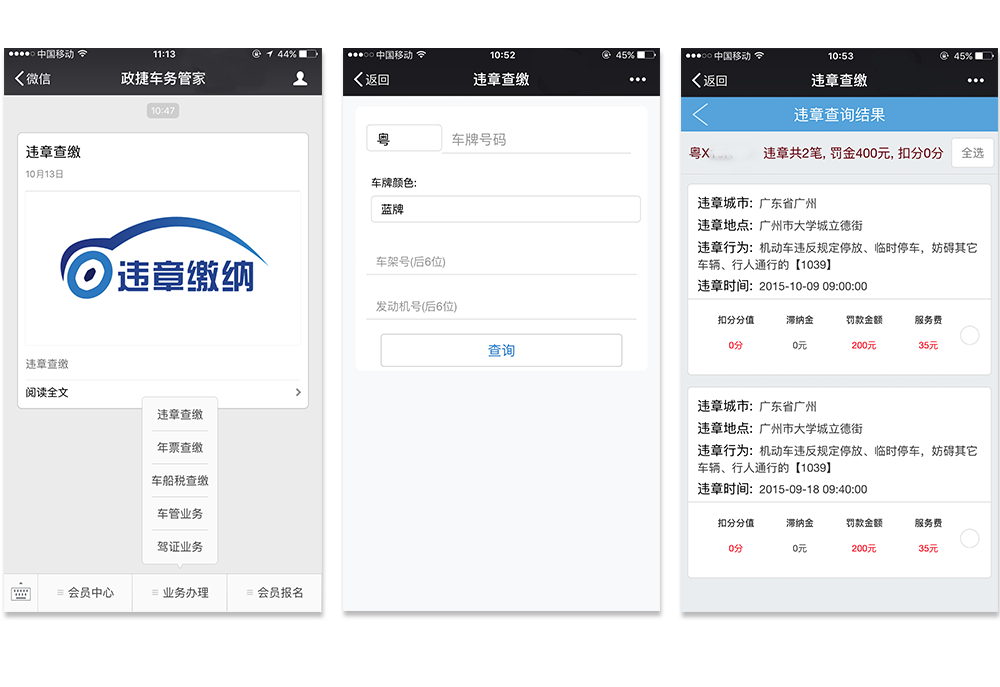 中国移动
11:13
44%
微信
政捷车务管家
10:47
违章查缴
10月13日
违章缴纳
违章查缴
阅读全文
违章查缴
年票查缴
车船税查缴
车管业务
驾证业务
会员中心
业务办理
会员报名
中国移动
10:52
45%
返回
违章查缴
粤
车牌号码
车牌颜色:
蓝牌
车架号(后6位)
发动机号(后6位)
查询
中国移动
10:53
45%
返回
违章查缴
违章查询结果
粤X
违章共2笔, 罚金400元, 扣分0分
全选
违章城市: 广东省广州
违章地点: 广州市大学城立德街
违章行为: 机动车违反规定停放、临时停车，妨碍其它
车辆、行人通行的【1039】
违章时间: 2015-10-09 09:00:00
扣分分值 滞纳金 罚款金额 服务费
0分 0元 200元 35元
违章城市: 广东省广州
违章地点: 广州市大学城立德街
违章行为: 机动车违反规定停放、临时停车，妨碍其它
车辆、行人通行的【1039】
违章时间: 2015-09-18 09:40:00
扣分分值 滞纳金 罚款金额 服务费
0分 0元 200元 35元